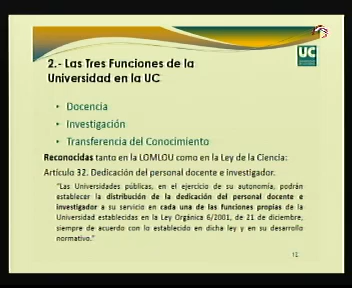 2.- Las Tres Funciones de la
Universidad en la UC
UC
• Docencia
• Investigación
• Transferencia del Conocimiento
Reconocidas tanto en la LOMLOU como en la Ley de la Ciencia:
Artículo 32. Dedicación del personal docente e investigador.
"Las Universidades públicas, en el ejercicio de su autonomía, podrán
establecer la distribución de la dedicación del personal docente e
investigador a su servicio en cada una de las funciones propias de la
Universidad establecidas en la Ley Orgánica 6/2001, de 21 de diciembre,
siempre de acuerdo con lo establecido en dicha ley y en su desarrollo
normativo."
12